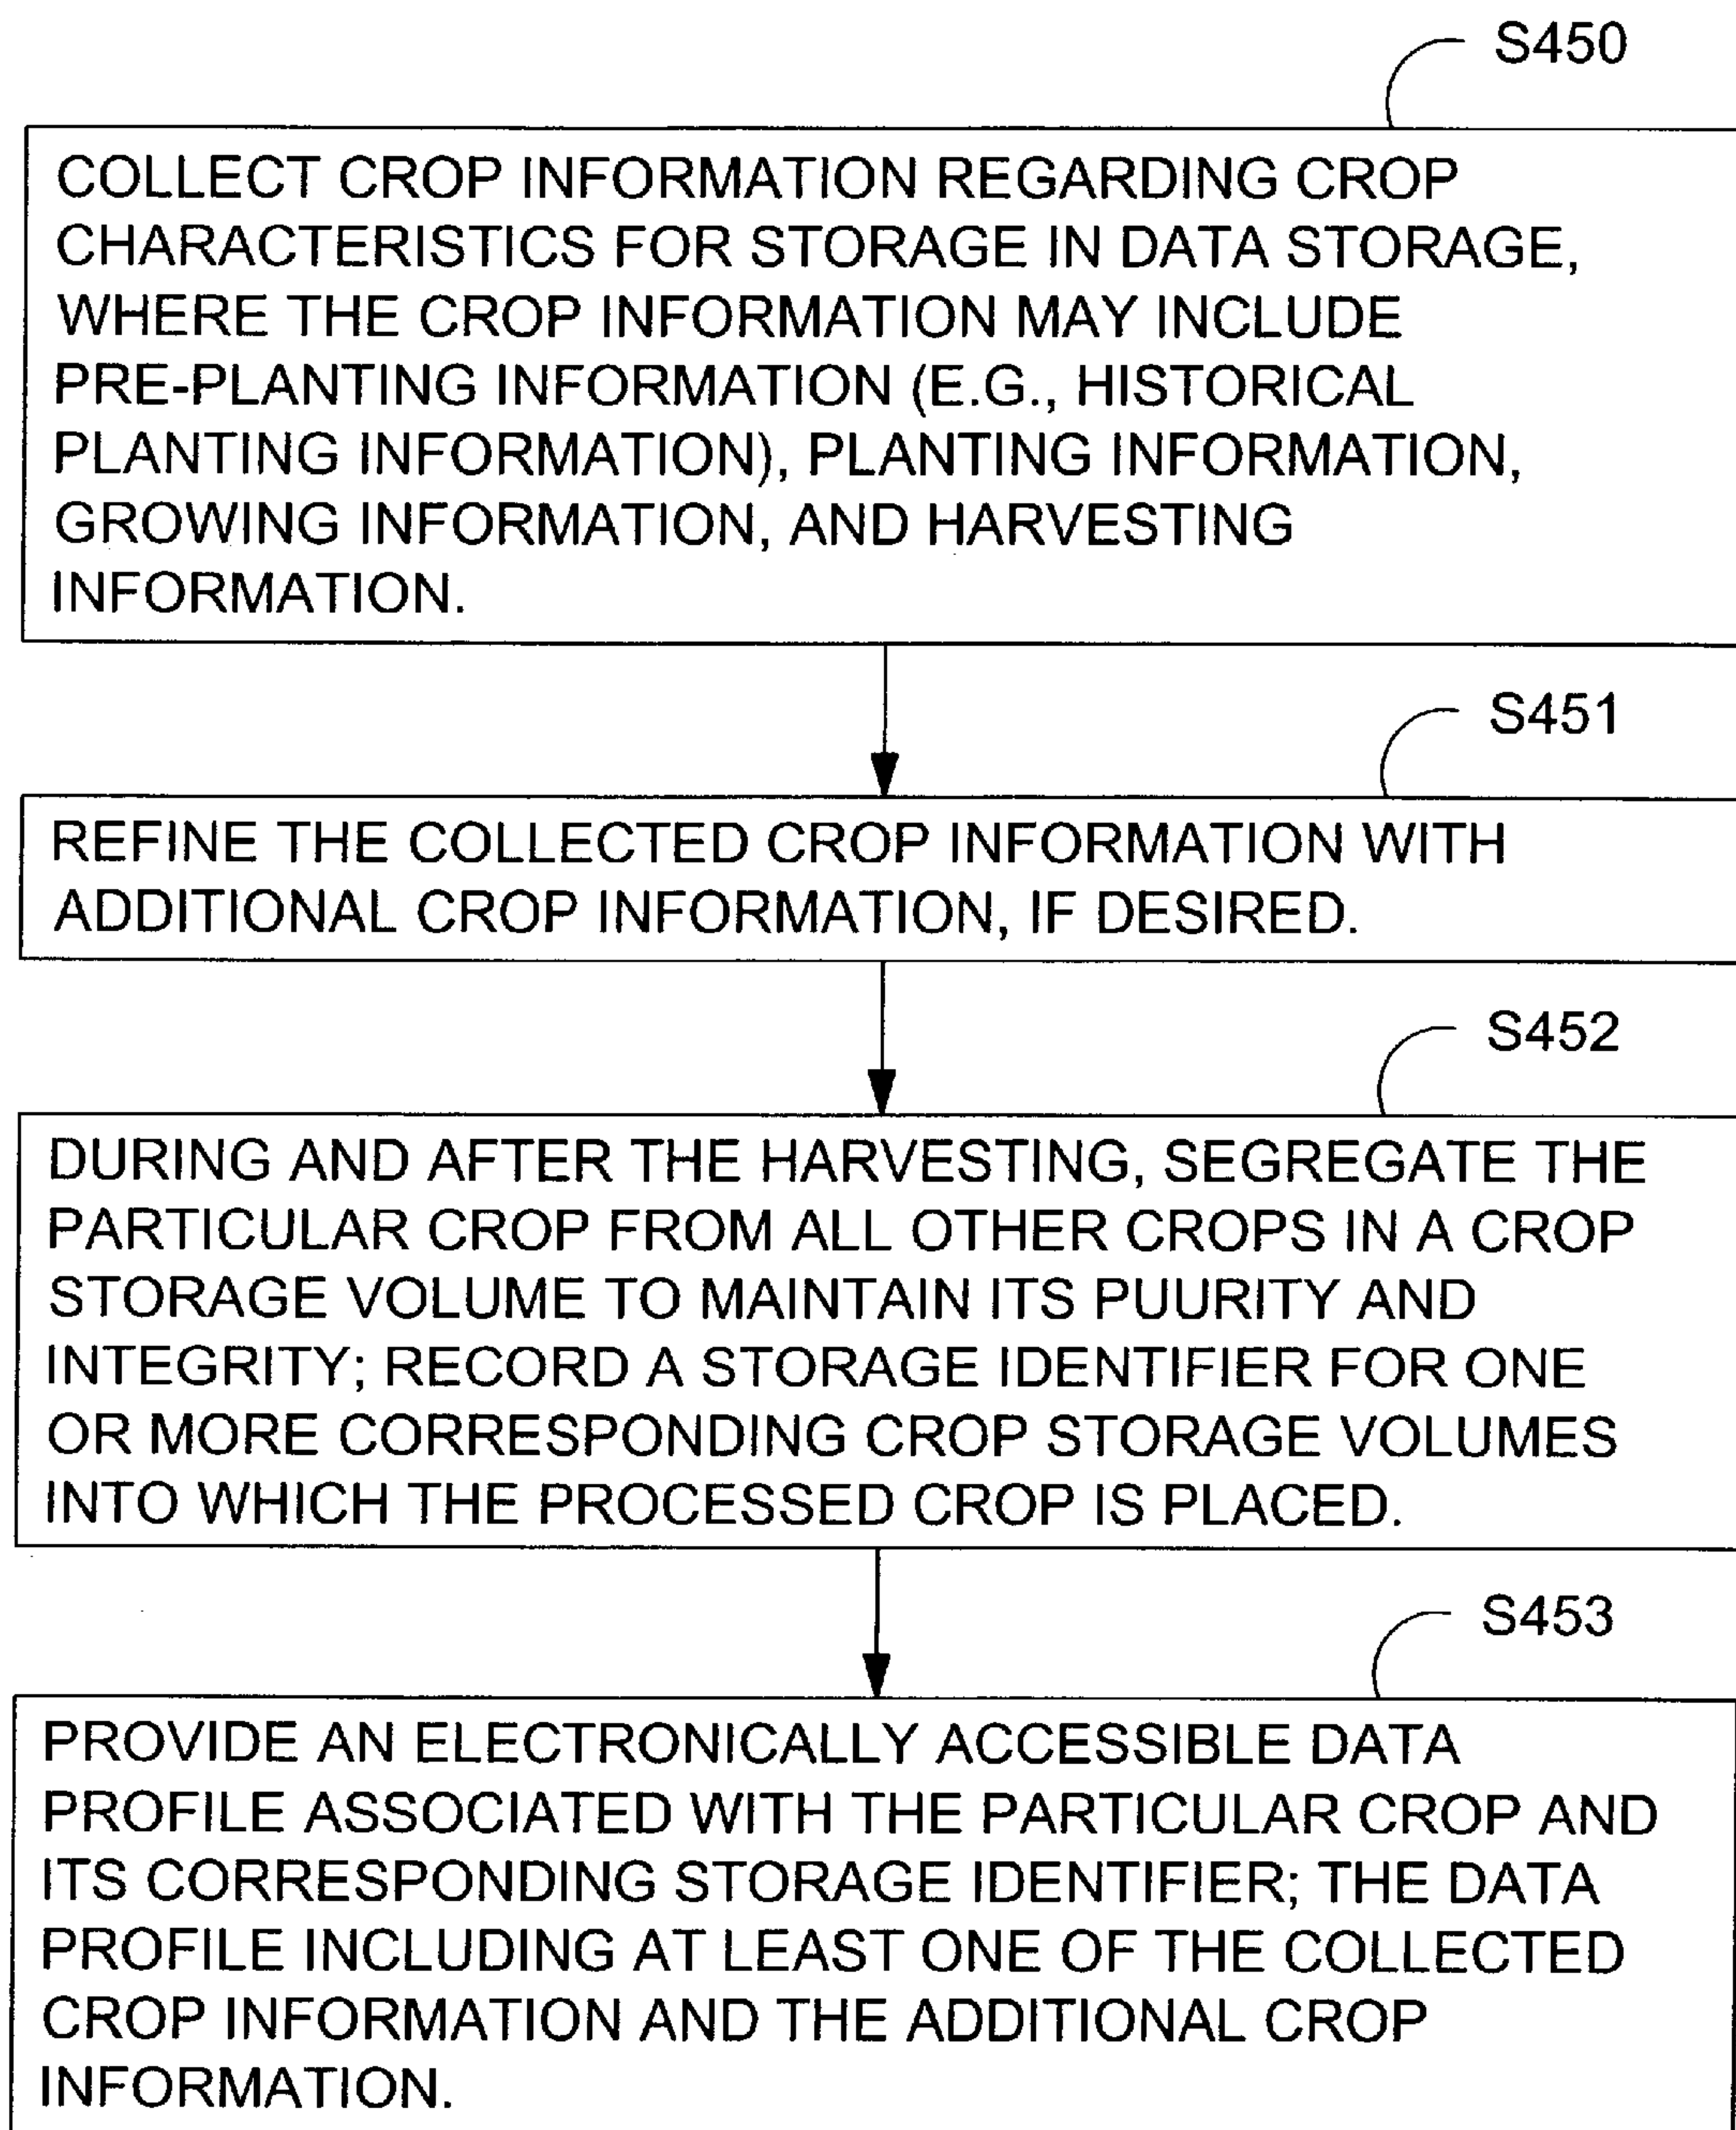 S450
COLLECT CROP INFORMATION REGARDING CROP
CHARACTERISTICS FOR STORAGE IN DATA STORAGE,
WHERE THE CROP INFORMATION MAY INCLUDE
PRE-PLANTING INFORMATION (E.G., HISTORICAL
PLANTING INFORMATION), PLANTING INFORMATION,
GROWING INFORMATION, AND HARVESTING
INFORMATION.
S451
REFINE THE COLLECTED CROP INFORMATION WITH
ADDITIONAL CROP INFORMATION, IF DESIRED.
S452
DURING AND AFTER THE HARVESTING, SEGREGATE THE
PARTICULAR CROP FROM ALL OTHER CROPS IN A CROP
STORAGE VOLUME TO MAINTAIN ITS PUURITY AND
INTEGRITY; RECORD A STORAGE IDENTIFIER FOR ONE
OR MORE CORRESPONDING CROP STORAGE VOLUMES
INTO WHICH THE PROCESSED CROP IS PLACED.
S453
PROVIDE AN ELECTRONICALLY ACCESSIBLE DATA
PROFILE ASSOCIATED WITH THE PARTICULAR CROP AND
ITS CORRESPONDING STORAGE IDENTIFIER; THE DATA
PROFILE INCLUDING AT LEAST ONE OF THE COLLECTED
CROP INFORMATION AND THE ADDITIONAL CROP
INFORMATION.